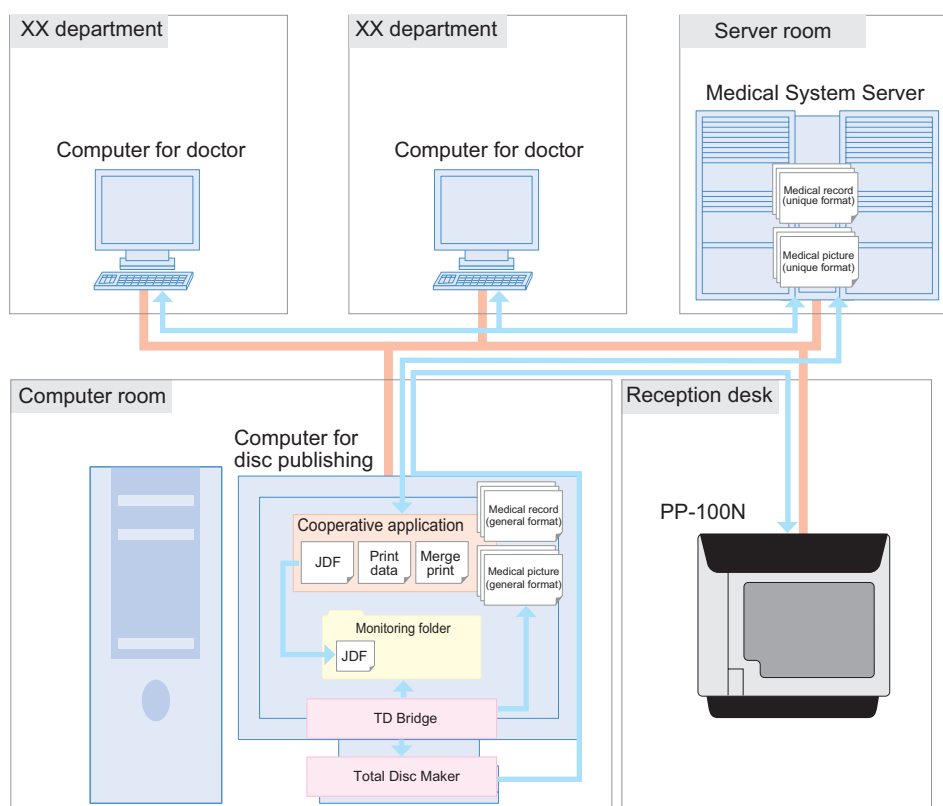 XX department
XX department
Server room
Medical System Server
Computer for doctor
Computer for doctor
Medical record
(unique format)
Medical picture
(unique format)
Computer room
Reception desk
Computer for
disc publishing
PP-100N
Medical record
(general format)
Cooperative application
JDF
Print
data
Merge
print
Medical picture
(general format)
Monitoring folder
JDF
TD Bridge
Total Disc Maker